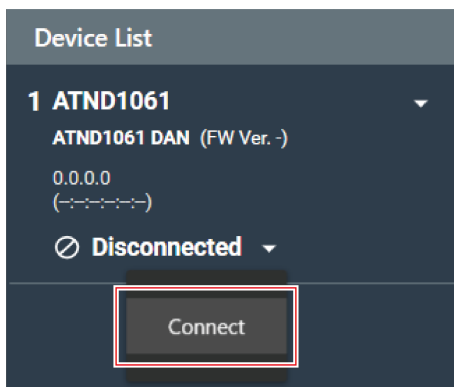 Device List
1 ATND1061
ATND1061 DAN (FW Ver. -)
0.0.0.0
(--:--:--:--:--:--)
Disconnected
Connect